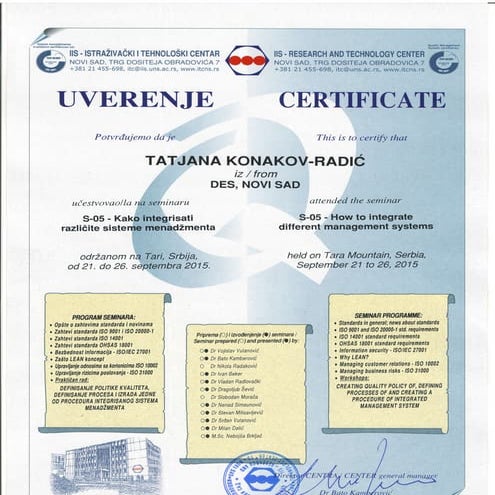 IIS - ISTRAŽIVAČKI I TEHNOLOŠKI CENTAR
NOVI SAD, TRG DOSITEJA OBRADOVIĆA 7
+381 21 455-698, itc@iis.uns.ac.rs, www.itcns.rs
IIS - RESEARCH AND TECHNOLOGY CENTER
NOVI SAD, TRG DOSITEJA OBRADOVIĆA 7
+381 21 455-698, itc@iis.uns.ac.rs, www.itcns.rs
UVERENJE
CERTIFICATE
Potvrđujemo da je
This is to certify that
TATJANA KONAKOV-RADIĆ
iz / from
DES, NOVI SAD
učestvovao/la na seminaru
attended the seminar
S-05 - Kako integrisati
različite sisteme menadžmenta
S-05 - How to integrate
different management systems
održanom na Tari, Srbija,
od 21. do 26. septembra 2015.
held on Tara Mountain, Serbia,
September 21 to 26, 2015
PROGRAM SEMINARA:
• Opšte o zahtevima standarda i novinama
• Zahtevi standarda ISO 9001 i ISO 20000-1
• Zahtevi standarda ISO 14001
• Zahtevi standarda OHSAS 18001
• Bezbednost informacija - ISO/IEC 27001
• Zašto LEAN koncept
• Upravljanje odnosima sa korisnicima ISO 10002
• Upravljanje rizicima poslovanja - ISO 31000
• Praktičan rad:
DEFINISANJE POLITIKE KVALITETA,
DEFINISANJE PROCESA I IZRADA JEDNE
OD PROCEDURA INTEGRISANOG SISTEMA
MENADŽMENTA
Pripremа (○) i izvođenje (●) seminara /
Seminar prepared (○) and presented (●) by:
○● Dr Vojislav Vulanović
○● Dr Bato Kamberović
○ Dr Nikola Radaković
○● Dr Ivan Beker
○● Dr Vladan Radlovački
○● Dr Dragoljub Šević
○ Dr Slobodan Morača
○● Dr Nenad Simeunović
○● Dr Stevan Milisavljević
○● Dr Srđan Vulanović
○● Dr Milan Delić
○● M.Sc. Nebojša Brkljač
SEMINAR PROGRAMME:
• Standards in general; news about standards
• ISO 9001 and ISO 20000-1 std. requirements
• ISO 14001 standard requirements
• OHSAS 18001 standard requirements
• Information security - ISO/IEC 27001
• Why LEAN?
• Managing customer relations - ISO 10002
• Managing business risks - ISO 31000
• Workshops:
CREATING QUALITY POLICY OF, DEFINING
PROCESSES OF AND CREATING A
PROCEDURE OF INTEGRATED
MANAGEMENT SYSTEM
Direktor CENTRA - CENTER general manager
Dr Bato Kamberović